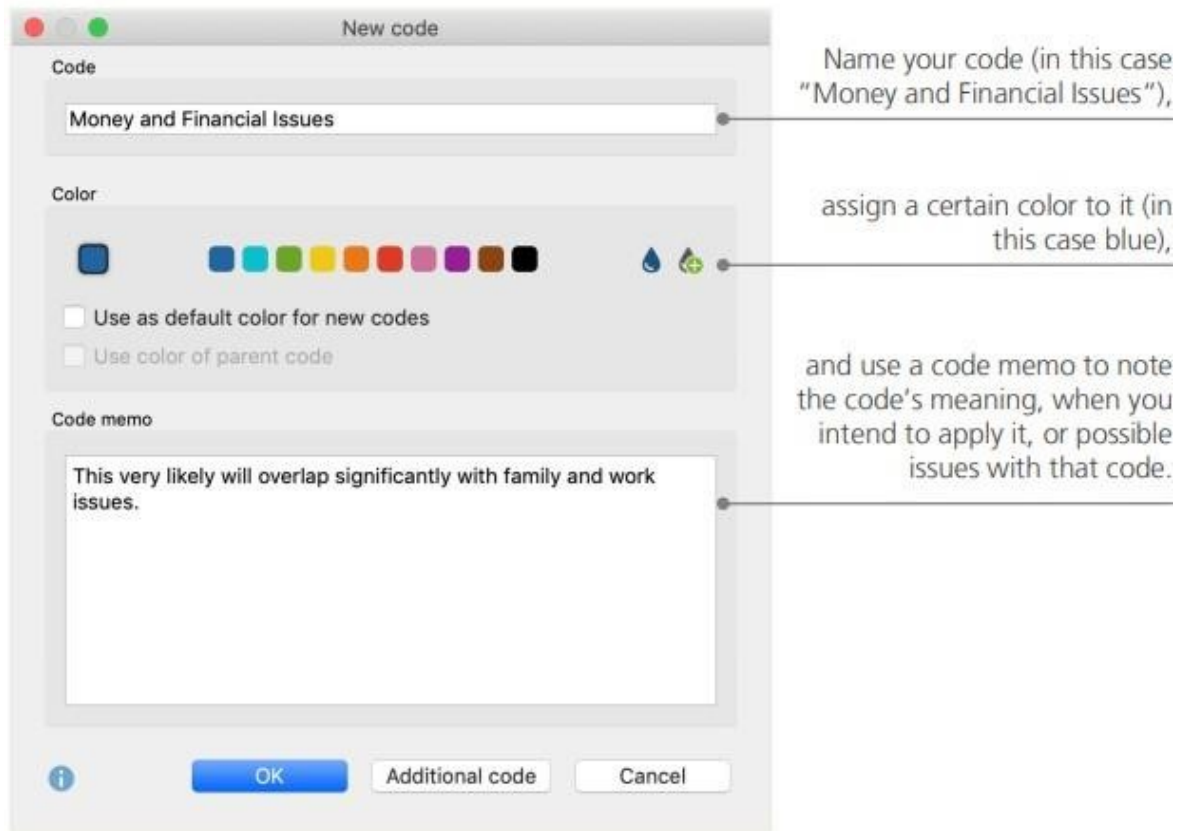 New code
Code
Money and Financial Issues
Name your code (in this case
"Money and Financial Issues"),
Color
assign a certain color to it (in
this case blue),
Use as default color for new codes
Use color of parent code
and use a code memo to note
the code's meaning, when you
intend to apply it, or possible
issues with that code.
Code memo
This very likely will overlap significantly with family and work
issues.
OK
Additional code
Cancel